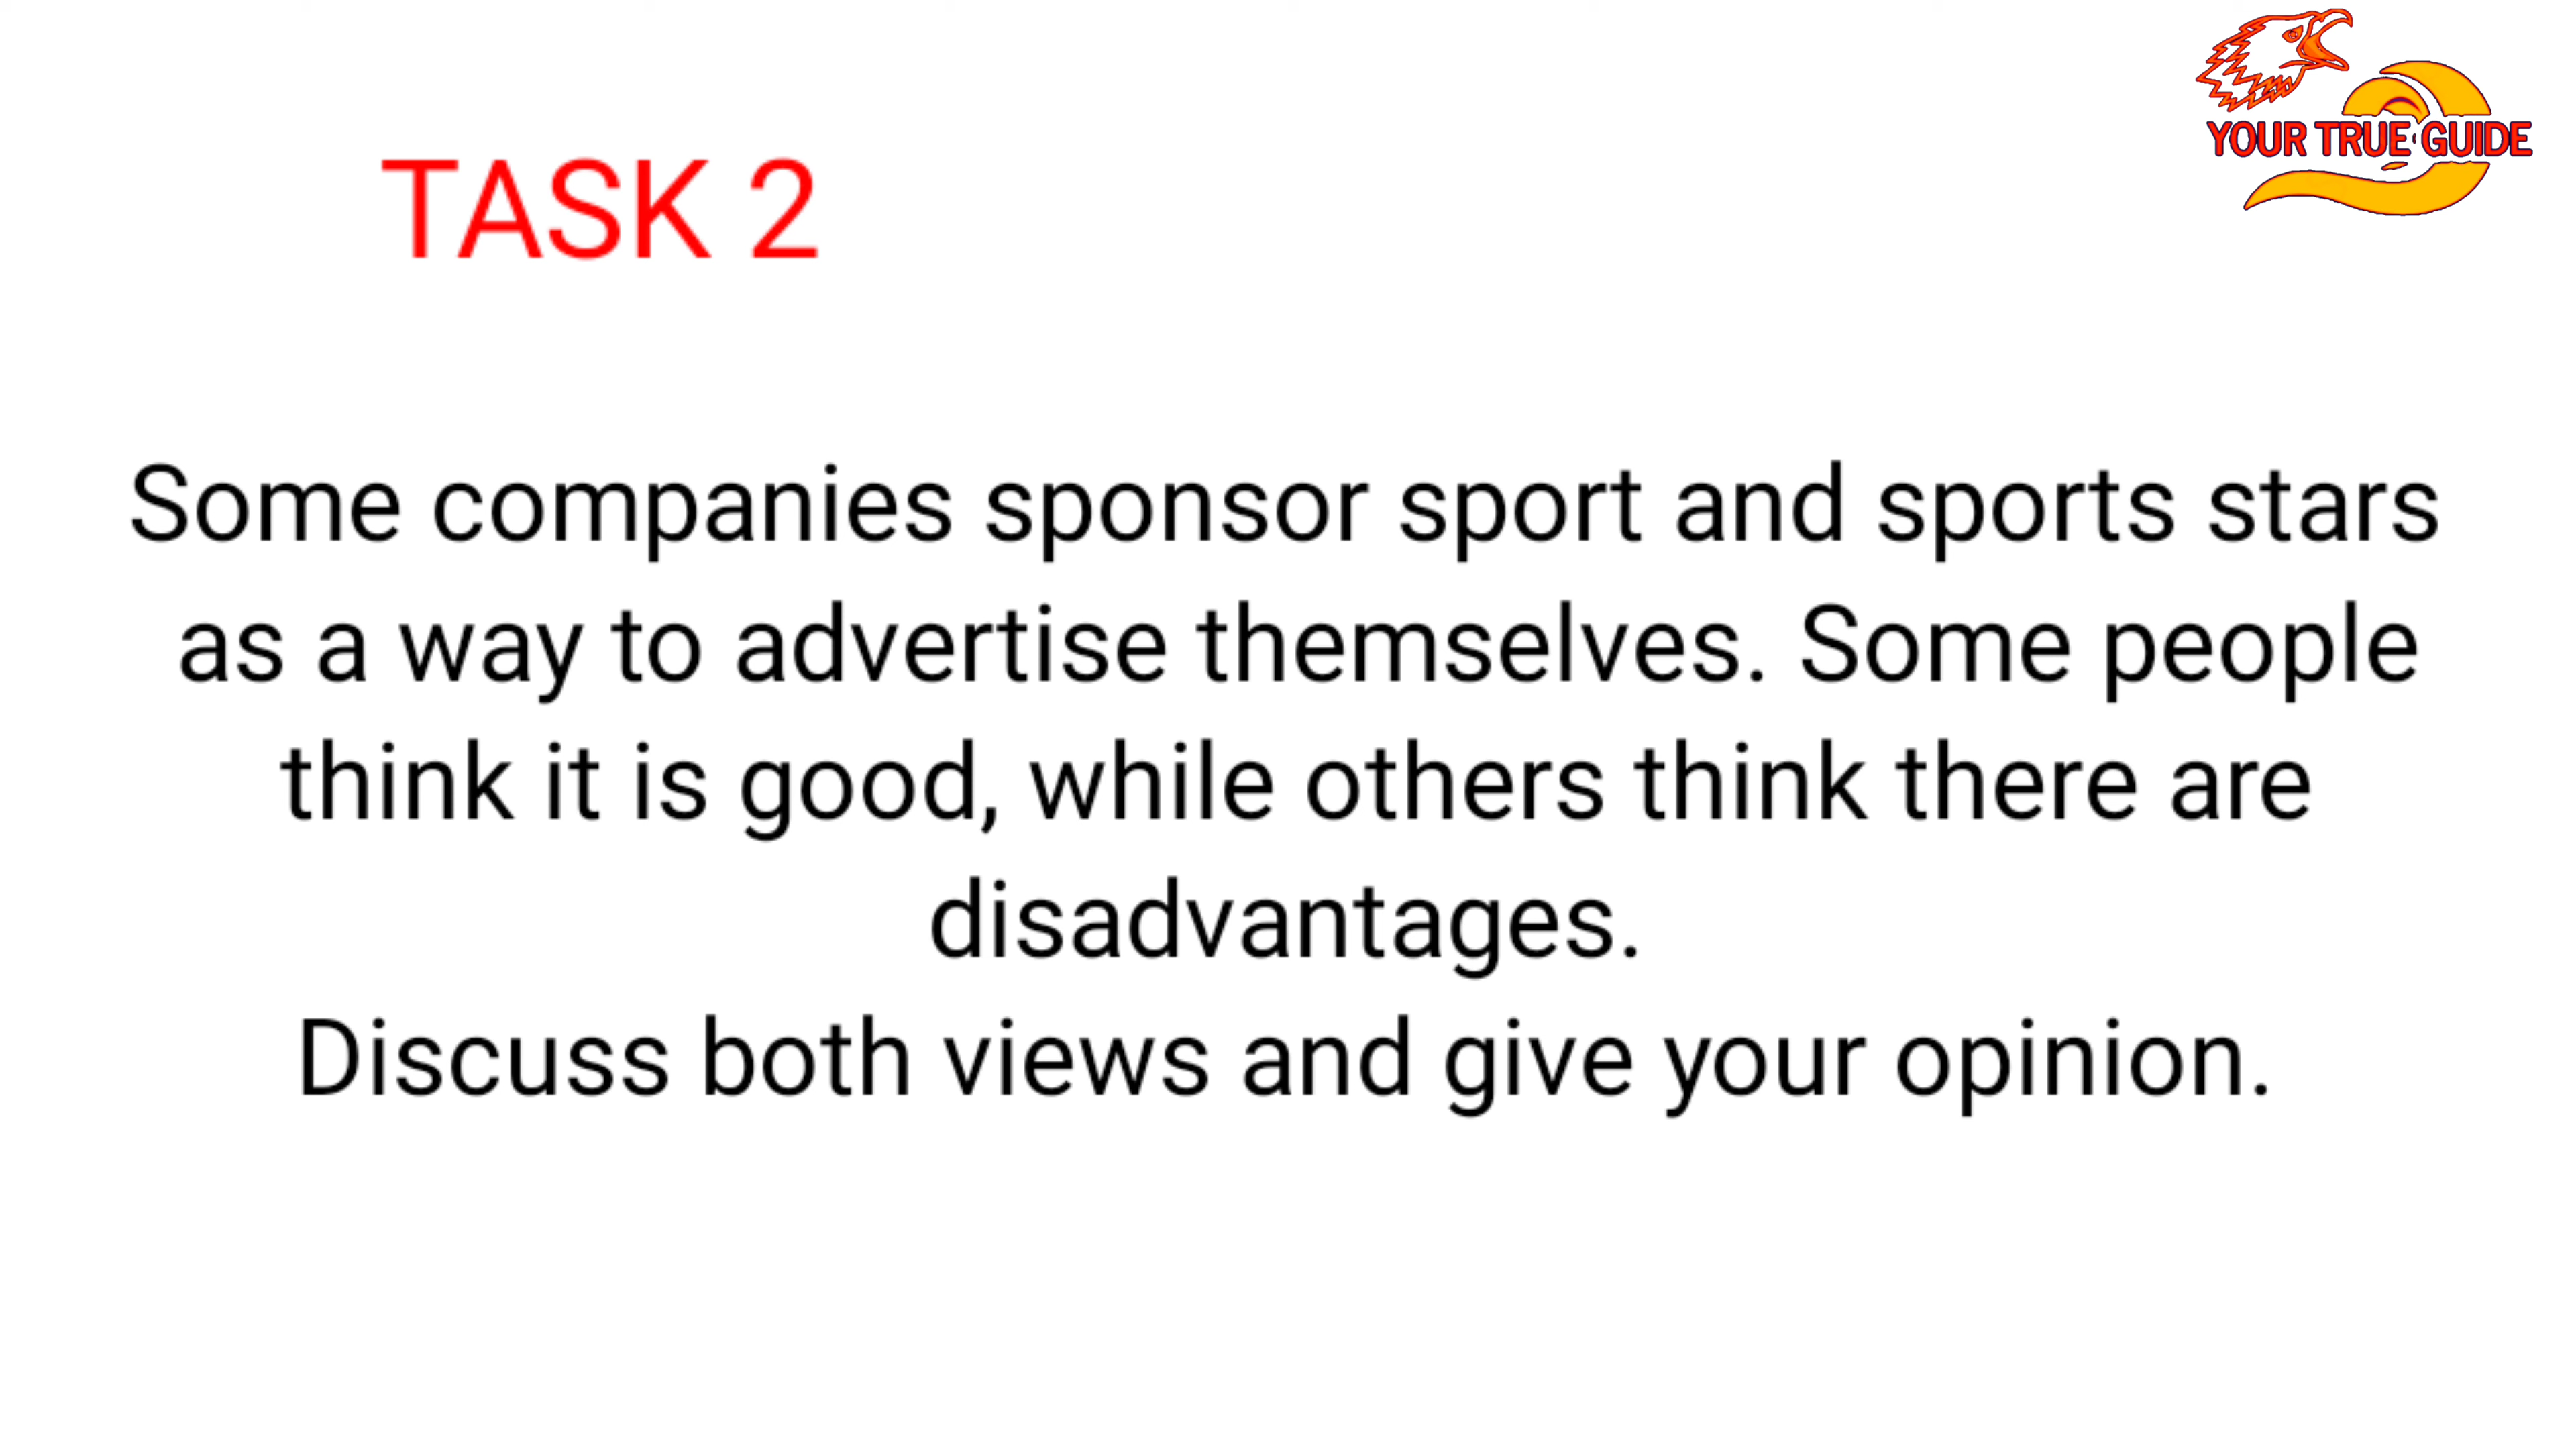 YOUR TRUE GUIDE
TASK 2
Some companies sponsor sport and sports stars
as a way to advertise themselves. Some people
think it is good, while others think there are
disadvantages.
Discuss both views and give your opinion.